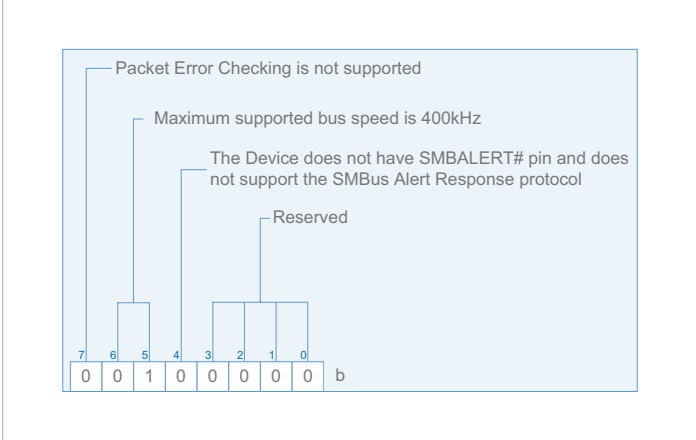 Packet Error Checking is not supported
Maximum supported bus speed is 400kHz
The Device does not have SMBALERT# pin and does
not support the SMBus Alert Response protocol
Reserved
7 6 5 4 3 2 1 0
0 0 1 0 0 0 0 0 b